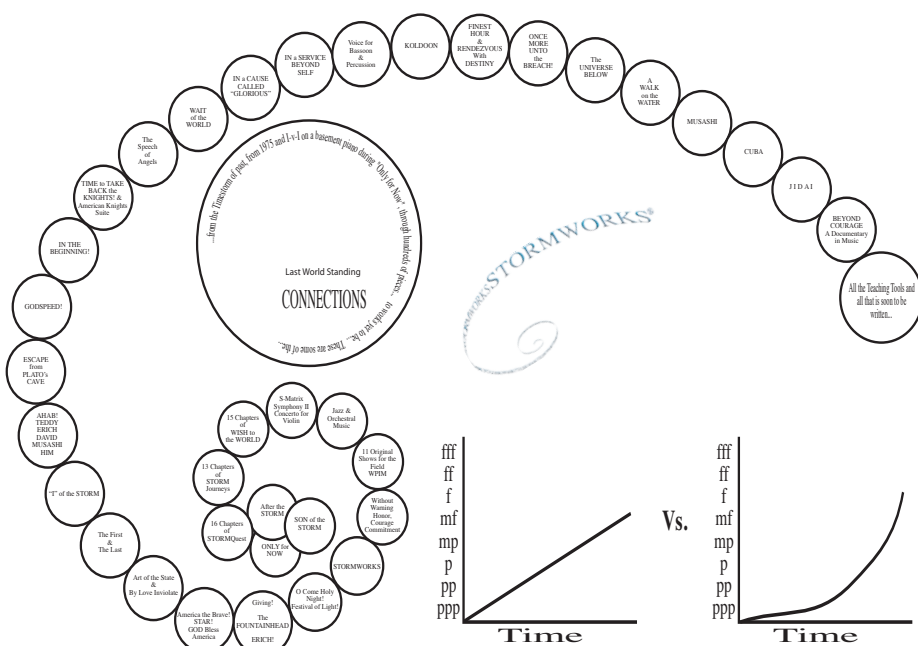 Voice for
Bassoon
&
Percussion
KOLDOON
FINEST
HOUR
&
RENDEZVOUS
With
DESTINY
ONCE
MORE
UNTO
the
BREACH!
The
UNIVERSE
BELOW
A
WALK
on the
WATER
MUSASHI
CUBA
J I D A I
BEYOND
COURAGE
A Documentary
in Music
All the Teaching Tools and
all that is soon to be
written...
IN a SERVICE
BEYOND
SELF
IN a CAUSE
CALLED
"GLORIOUS"
WAIT
of the
WORLD
The
Speech
of
Angels
TIME to TAKE
BACK the
KNIGHTS! &
American Knights
Suite
IN THE
BEGINNING!
GODSPEED!
ESCAPE
from
PLATO's
CAVE
AHAB!
TEDDY
ERICH
DAVID
MUSASHI
HIM
"I" of the STORM
The First
&
The Last
Art of the State
&
By Love Inviolate
America the Brave!
STAR!
GOD Bless
America
Giving!
The
FOUNTAINHEAD
ERICH!
O Come Holy
Night!
Festival of Light!
STORMWORKS
Without
Warning
Honor,
Courage
Commitment
11 Original
Shows for the
Field
WPIM
Jazz &
Orchestral
Music
S-Matrix
Symphony II
Concerto for
Violin
15 Chapters
of
WISH to
the WORLD
13 Chapters
of
STORM
Journeys
16 Chapters
of
STORMQuest
ONLY for
NOW
After the
STORM
SON of the
STORM
...from the Timestorm of past, from 1975 and I-v-I on a basement piano during "Only for Now", through hundreds of pieces... to works yet to be... These are some of the...
Last World Standing
CONNECTIONS
STORMWORKS®
fff
ff
f
mf
mp
p
pp
ppp
Time
Vs.
fff
ff
f
mf
mp
p
pp
ppp
Time